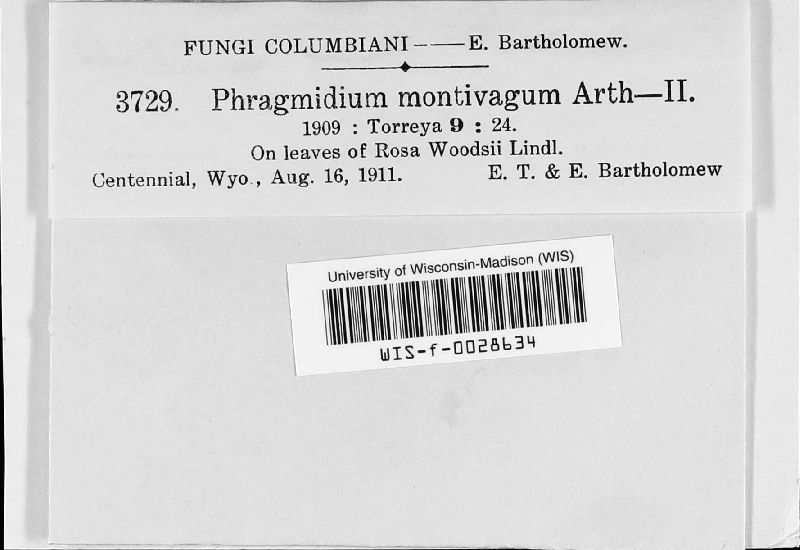 FUNGI COLUMBIANI——E. Bartholomew.
3729. Phragmidium montivagum Arth—II.
1909 : Torreya 9 : 24.
On leaves of Rosa Woodsii Lindl.
Centennial, Wyo., Aug. 16, 1911. E. T. & E. Bartholomew
University of Wisconsin-Madison (WIS)
WIS-f-0028634